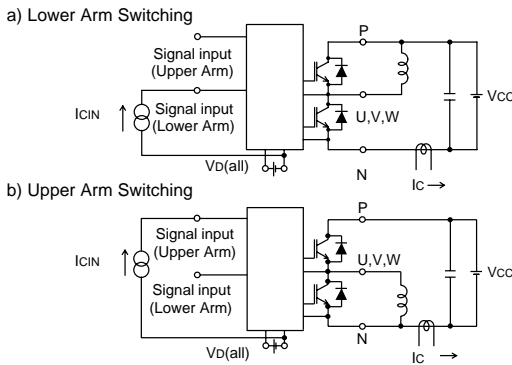 a) Lower Arm Switching
P
Signal input
(Upper Arm)
ICIN
Signal input
(Lower Arm)
U,V,W
VCC
VD(all)
N
IC
b) Upper Arm Switching
P
Signal input
(Upper Arm)
ICIN
U,V,W
Signal input
(Lower Arm)
VCC
VD(all)
N
IC